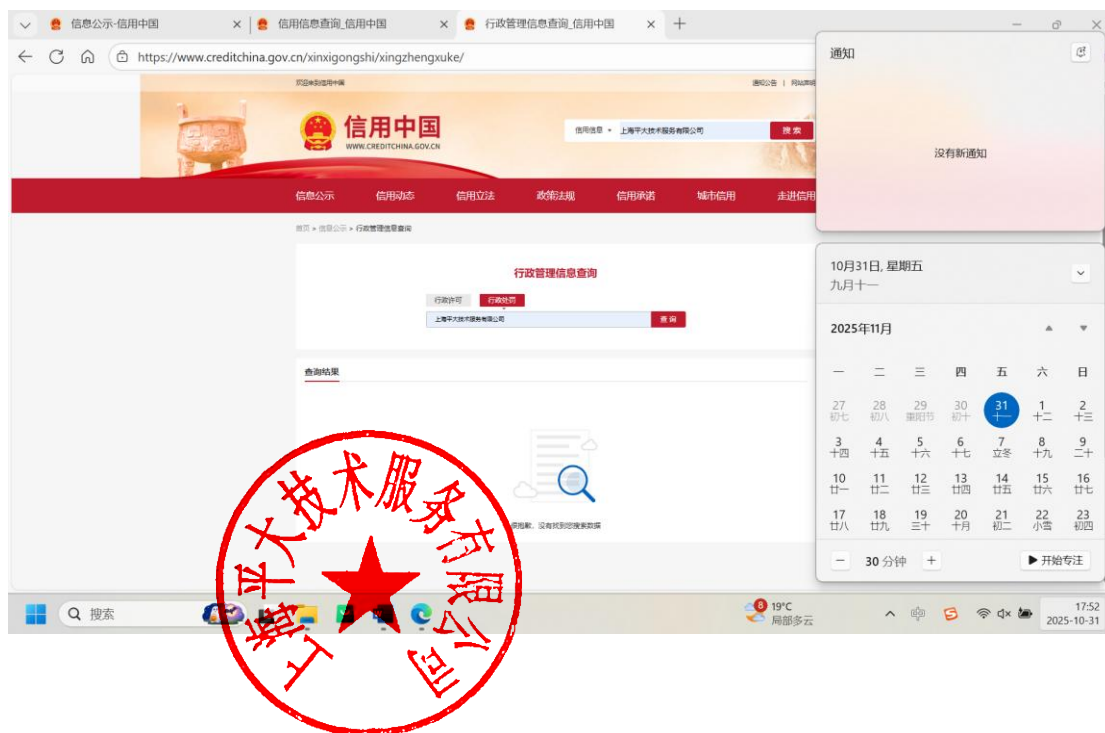 信息公示-信用中国
信用信息查询_信用中国
行政管理信息查询_信用中国
https://www.creditchina.gov.cn/xinxigongshi/xingzhengxuke/
欢迎来到信用中国
通知公告 | 网站声明
信用中国
WWW.CREDITCHINA.GOV.CN
信用信息
上海平大技术服务有限公司
搜索
信息公示 信用动态 信用立法 政策法规 信用承诺 城市信用 走进信用
首页 > 信息公示 > 行政管理信息查询
行政管理信息查询
行政许可 行政处罚
上海平大技术服务有限公司 查询
查询结果
很抱歉，没有找到您搜索数据
通知
没有新通知
10月31日, 星期五
九月十一
2025年11月
一 二 三 四 五 六 日
27 28 29 30 31 1 2
初七 初八 重阳节 初十 十一 十二 十三
3 4 5 6 7 8 9
十四 十五 十六 十七 立冬 十九 二十
10 11 12 13 14 15 16
廿一 廿二 廿三 廿四 廿五 廿六 廿七
17 18 19 20 21 22 23
廿八 廿九 三十 十月 初二 小雪 初四
30 分钟
开始专注
搜索
8
19°C
局部多云
中
17:52
2025-10-31
上海平大技术服务有限公司